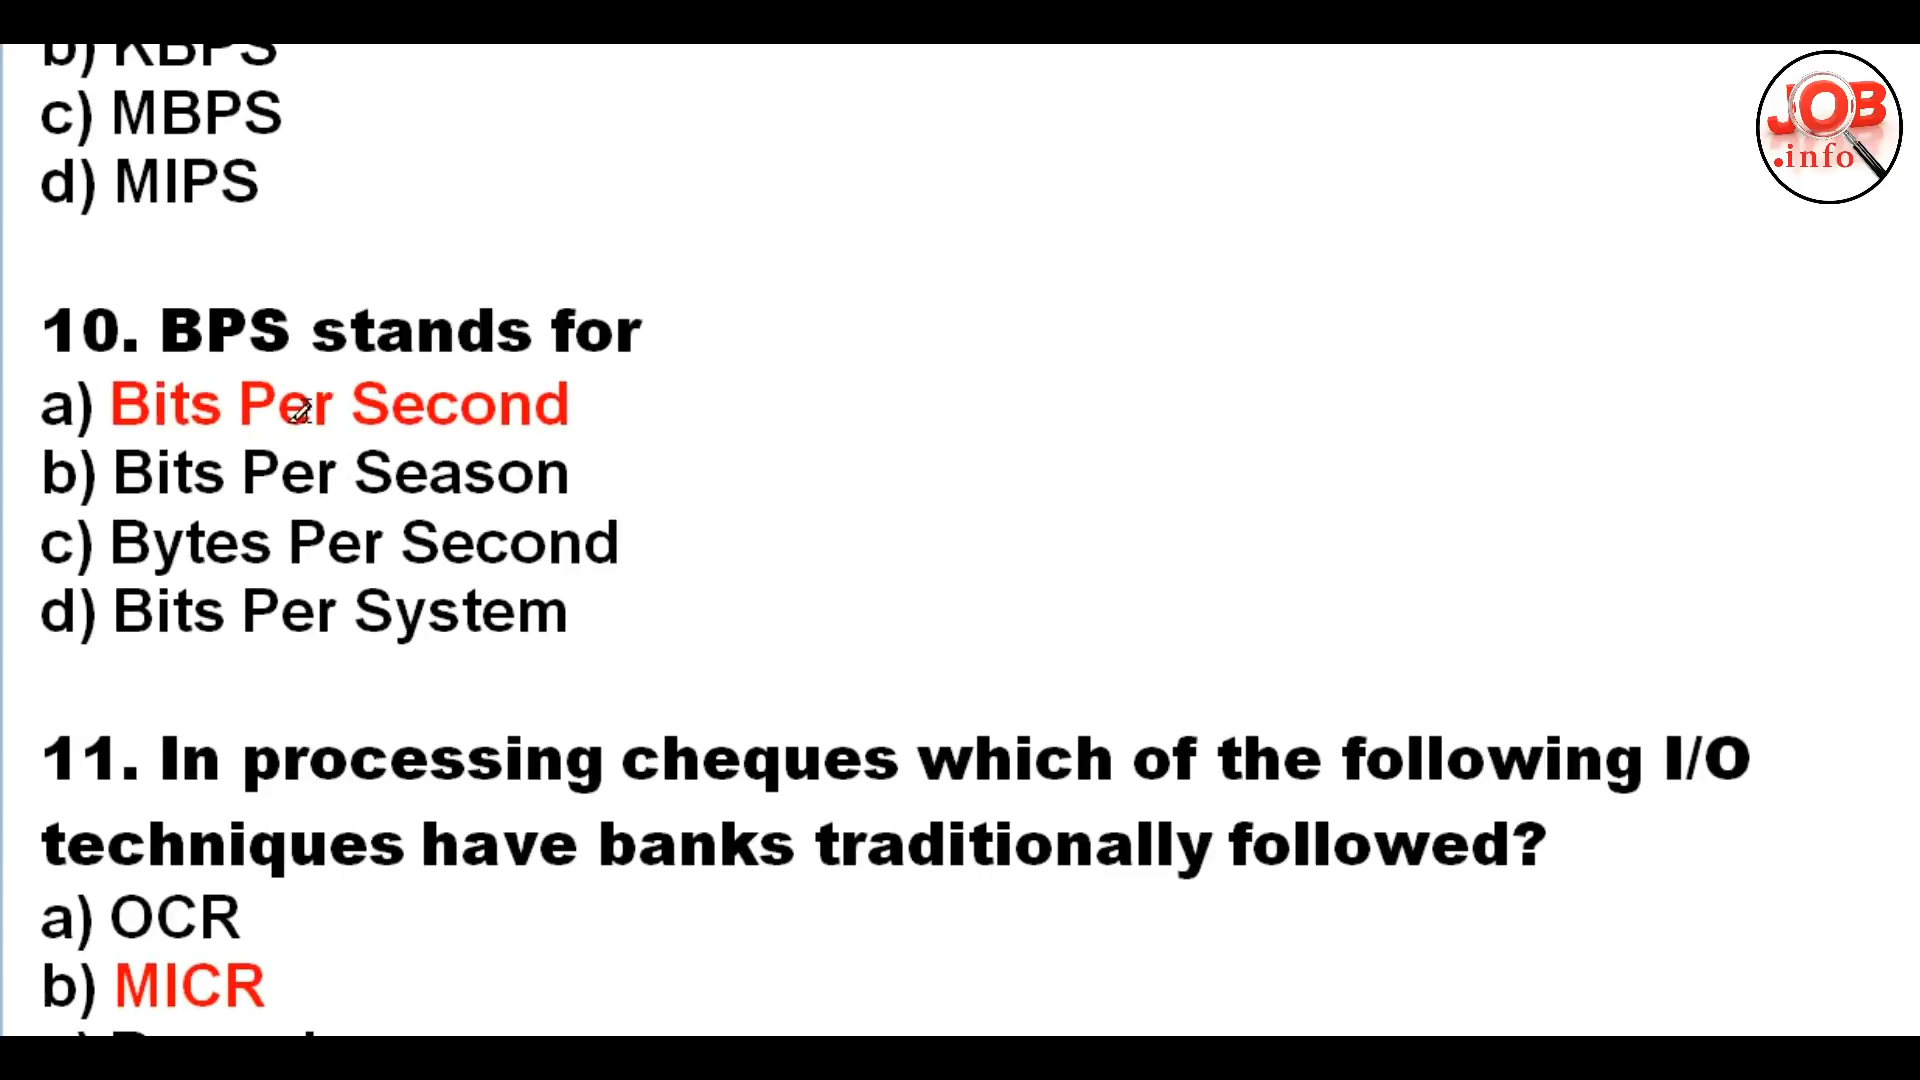 b) KBPS
c) MBPS
d) MIPS
JOB
.info
10. BPS stands for
a) Bits Per Second
b) Bits Per Season
c) Bytes Per Second
d) Bits Per System
11. In processing cheques which of the following I/O
techniques have banks traditionally followed?
a) OCR
b) MICR